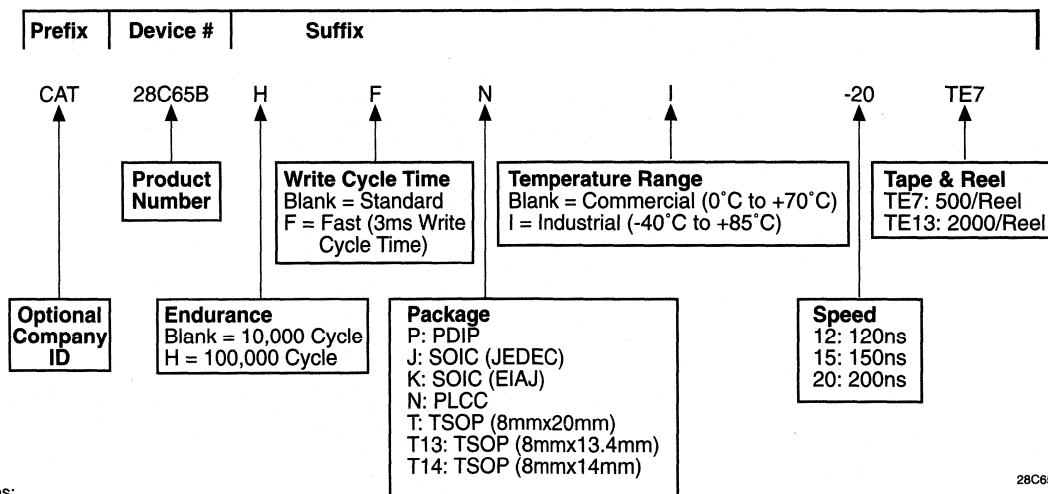 Prefix Device # Suffix
CAT 28C65B H F N I -20 TE7
Product
Number
Write Cycle Time
Blank = Standard
F = Fast (3ms Write
Cycle Time)
Temperature Range
Blank = Commercial (0˚C to +70˚C)
I = Industrial (-40˚C to +85˚C)
Tape & Reel
TE7: 500/Reel
TE13: 2000/Reel
Optional
Company
ID
Endurance
Blank = 10,000 Cycle
H = 100,000 Cycle
Package
P: PDIP
J: SOIC (JEDEC)
K: SOIC (EIAJ)
N: PLCC
T: TSOP (8mmx20mm)
T13: TSOP (8mmx13.4mm)
T14: TSOP (8mmx14mm)
Speed
12: 120ns
15: 150ns
20: 200ns